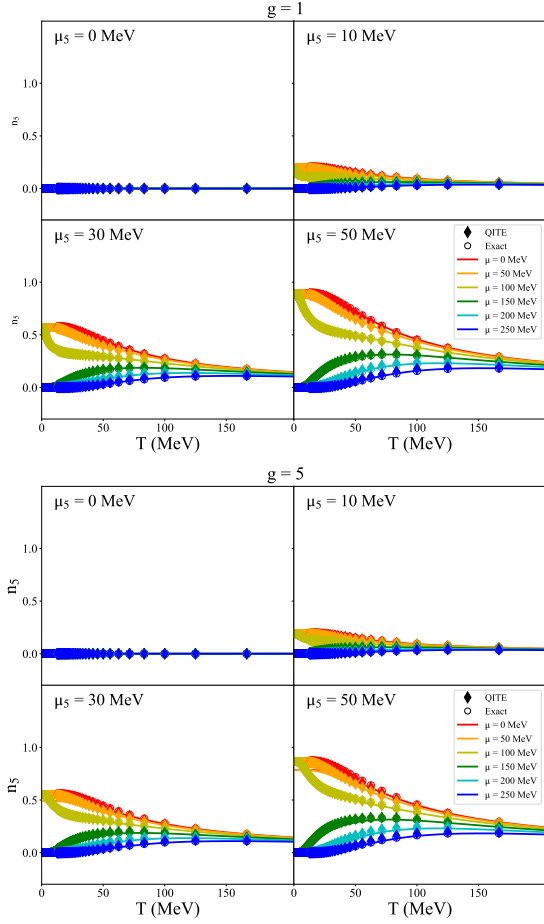 g = 1
μ₅ = 0 MeV
μ₅ = 10 MeV
1.0
0.5
0.0
n₅
μ₅ = 30 MeV
μ₅ = 50 MeV
QITE
Exact
μ = 0 MeV
μ = 50 MeV
μ = 100 MeV
μ = 150 MeV
μ = 200 MeV
μ = 250 MeV
1.0
0.5
0.0
n₅
0 50 100 150 0 50 100 150
T (MeV) T (MeV)
g = 5
μ₅ = 0 MeV
μ₅ = 10 MeV
1.0
0.5
0.0
n₅
μ₅ = 30 MeV
μ₅ = 50 MeV
QITE
Exact
μ = 0 MeV
μ = 50 MeV
μ = 100 MeV
μ = 150 MeV
μ = 200 MeV
μ = 250 MeV
1.0
0.5
0.0
n₅
0 50 100 150 0 50 100 150
T (MeV) T (MeV)